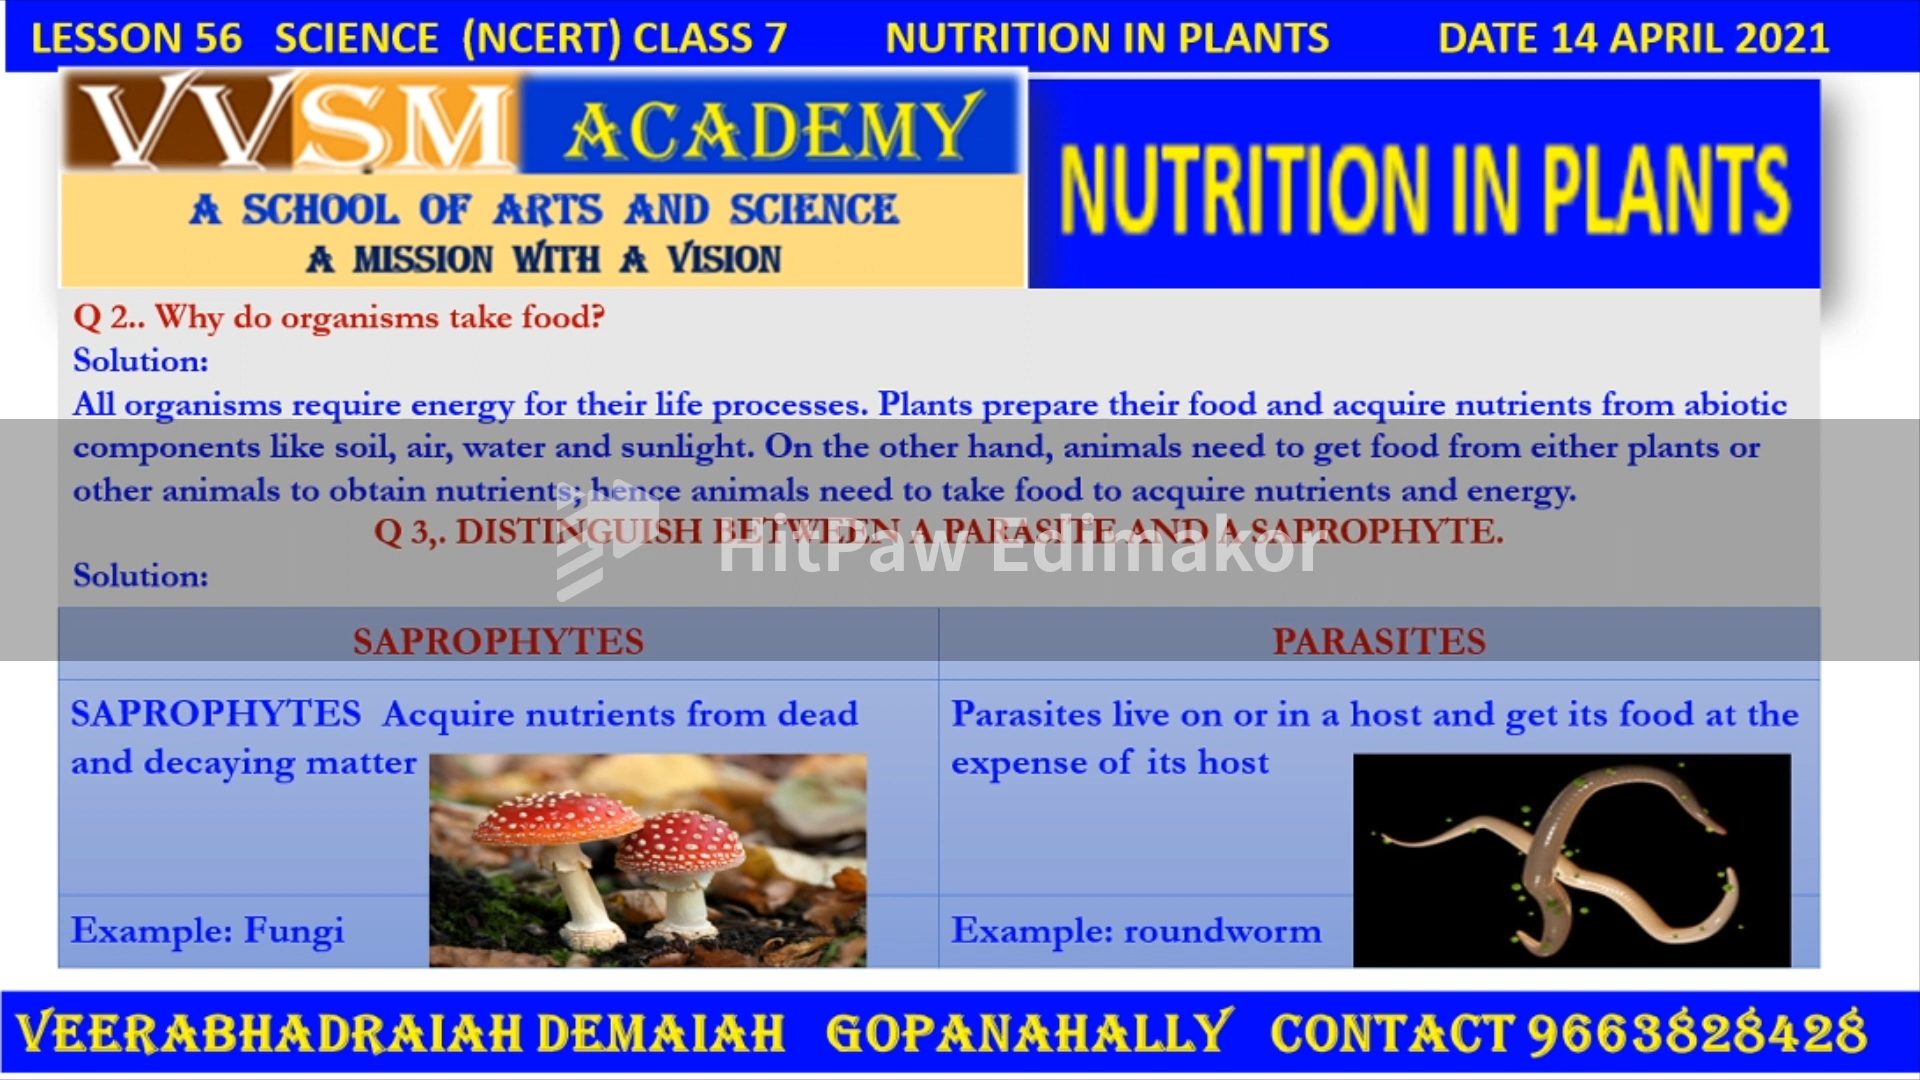 LESSON 56 SCIENCE (NCERT) CLASS 7 NUTRITION IN PLANTS DATE 14 APRIL 2021
VVSM ACADEMY
A SCHOOL OF ARTS AND SCIENCE
A MISSION WITH A VISION
NUTRITION IN PLANTS
Q 2.. Why do organisms take food?
Solution:
All organisms require energy for their life processes. Plants prepare their food and acquire nutrients from abiotic
components like soil, air, water and sunlight. On the other hand, animals need to get food from either plants or
other animals to obtain nutrients; hence animals need to take food to acquire nutrients and energy.
Q 3,. DISTINGUISH BETWEEN A PARASITE AND A SAPROPHYTE.
HitPaw Edimakor
Solution:
SAPROPHYTES
PARASITES
SAPROPHYTES Acquire nutrients from dead
and decaying matter
Parasites live on or in a host and get its food at the
expense of its host
Example: Fungi
Example: roundworm
VEERABHADRAIAH DEMAIAH GOPANAHALLY CONTACT 9663828428